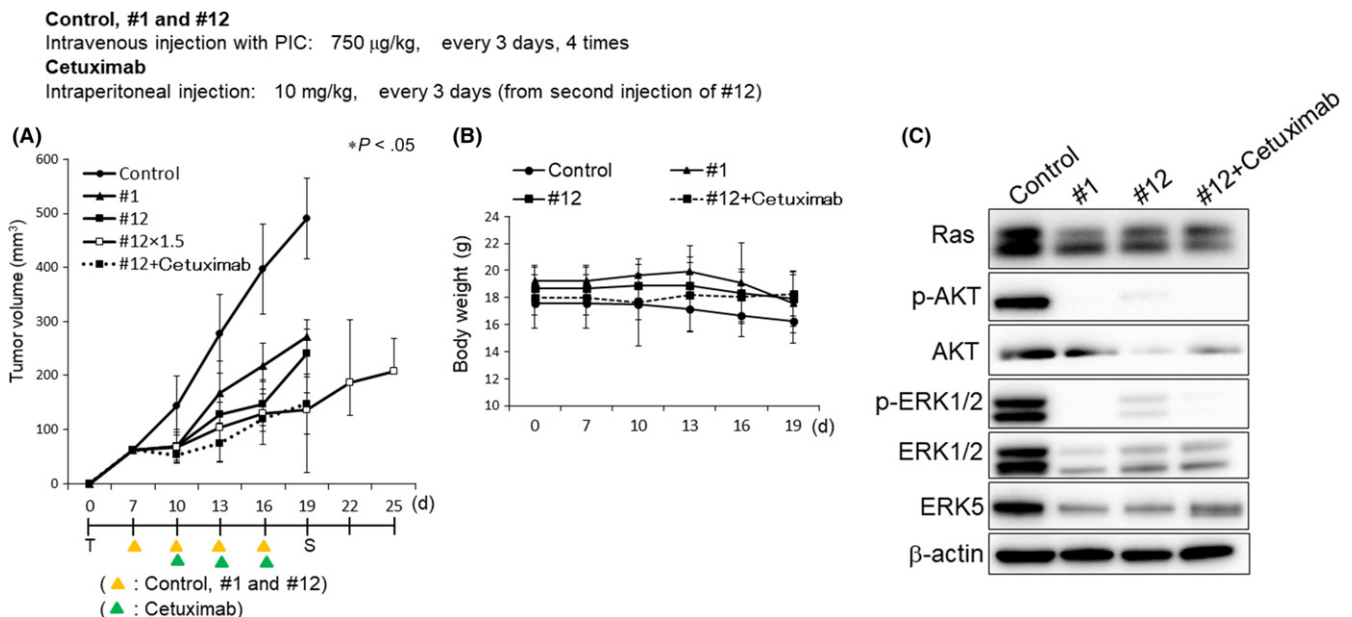 Control, #1 and #12
Intravenous injection with PIC: 750 μg/kg, every 3 days, 4 times
Cetuximab
Intraperitoneal injection: 10 mg/kg, every 3 days (from second injection of #12)
(A)
*P < .05
Tumor volume (mm³)
600
500
400
300
200
100
0
Control
#1
#12
#12×1.5
#12+Cetuximab
0 7 10 13 16 19 (d) 22 25
T S
( : Control, #1 and #12)
( : Cetuximab)
(B)
Control #1
#12 #12+Cetuximab
Body weight (g)
24
22
20
18
16
14
12
10
0 7 10 13 16 19 (d)
(C)
Control #1 #12 #12+Cetuximab
Ras
p-AKT
AKT
p-ERK1/2
ERK1/2
ERK5
β-actin